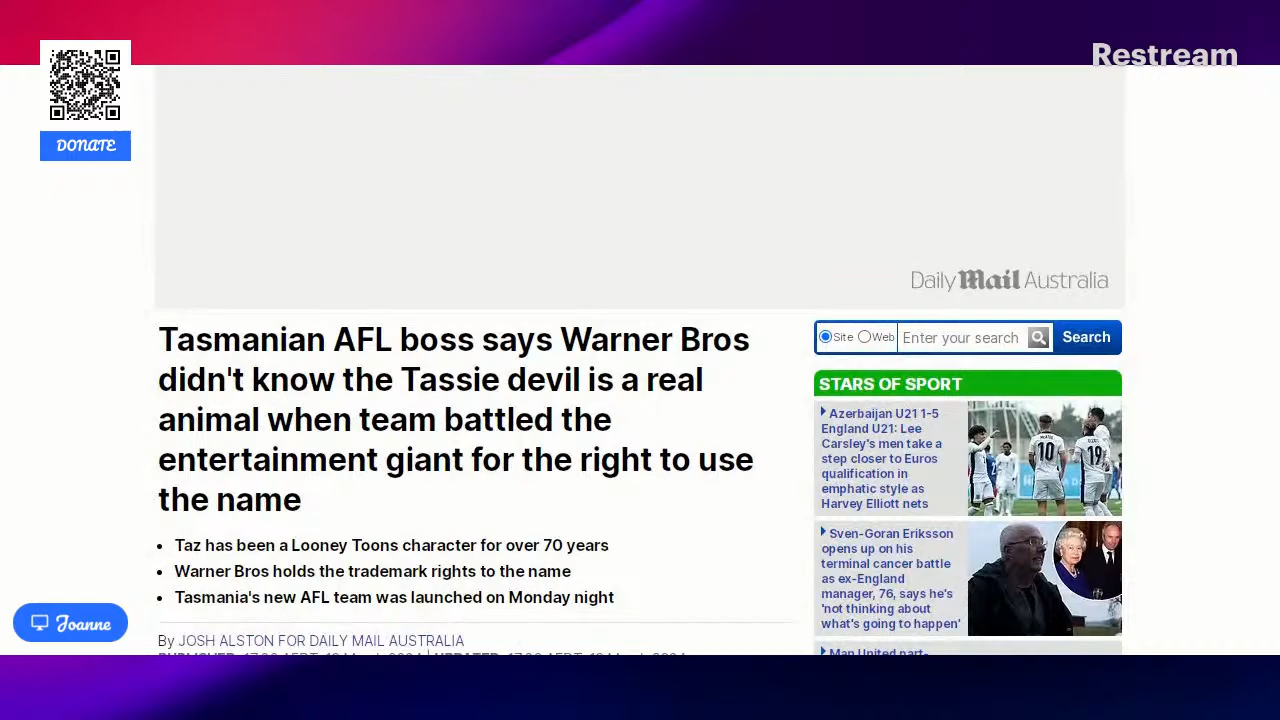 Restream
DONATE
Daily Mail Australia
Tasmanian AFL boss says Warner Bros
didn't know the Tassie devil is a real
animal when team battled the
entertainment giant for the right to use
the name
• Taz has been a Looney Toons character for over 70 years
• Warner Bros holds the trademark rights to the name
• Tasmania's new AFL team was launched on Monday night
By JOSH ALSTON FOR DAILY MAIL AUSTRALIA
Site Web Enter your search Search
STARS OF SPORT
Azerbaijan U21 1-5
England U21: Lee
Carsley's men take a
step closer to Euros
qualification in
emphatic style as
Harvey Elliott nets
10
19
Sven-Goran Eriksson
opens up on his
terminal cancer battle
as ex-England
manager, 76, says he's
'not thinking about
what's going to happen'
Man United part-
Joanne